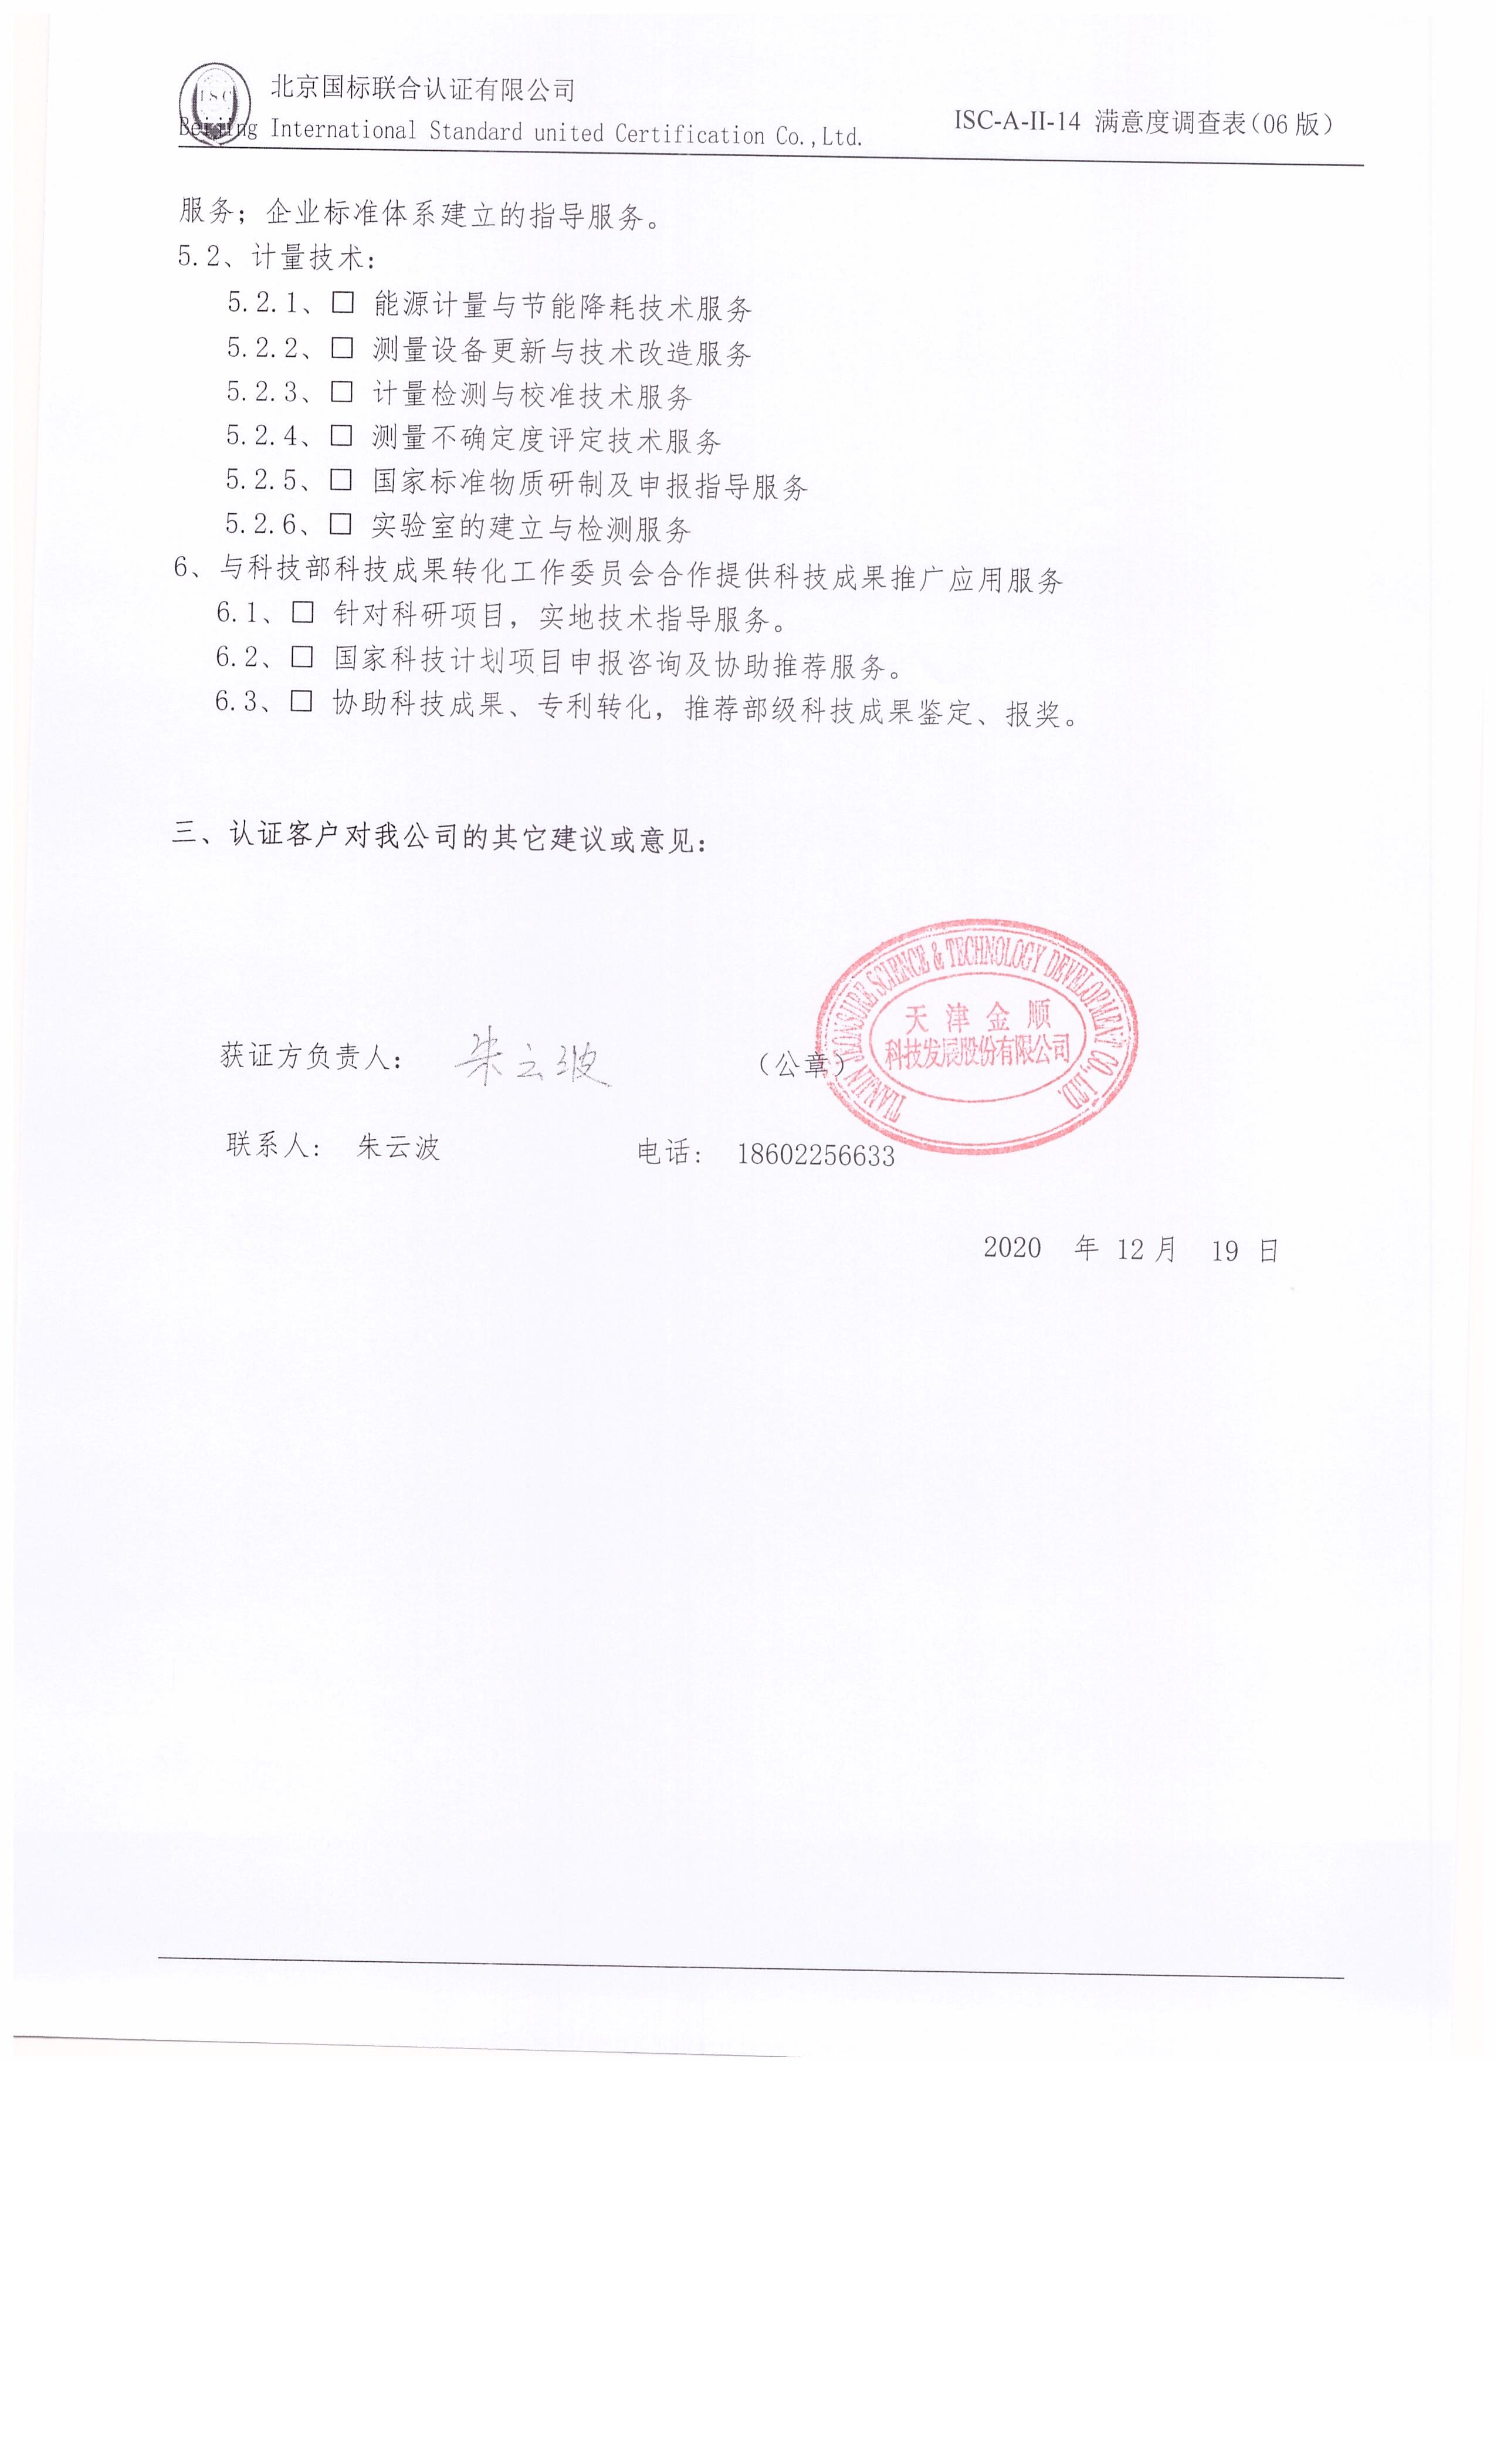 北京国标联合认证有限公司
Beijing International Standard united Certification Co.,Ltd.
ISC-A-II-14 满意度调查表(06版)
服务；企业标准体系建立的指导服务。
5.2、计量技术：
5.2.1、□ 能源计量与节能降耗技术服务
5.2.2、□ 测量设备更新与技术改造服务
5.2.3、□ 计量检测与校准技术服务
5.2.4、□ 测量不确定度评定技术服务
5.2.5、□ 国家标准物质研制及申报指导服务
5.2.6、□ 实验室的建立与检测服务
6、与科技部科技成果转化工作委员会合作提供科技成果推广应用服务
6.1、□ 针对科研项目，实地技术指导服务。
6.2、□ 国家科技计划项目申报咨询及协助推荐服务。
6.3、□ 协助科技成果、专利转化，推荐部级科技成果鉴定、报奖。
三、认证客户对我公司的其它建议或意见：
TIANJIN SCIENCE & TECHNOLOGY DEVELOPMENT CO., LTD.
天津金顺
科技发展股份有限公司
获证方负责人： 朱云波 （公章）
联系人： 朱云波 电话： 18602256633
2020 年 12 月 19 日